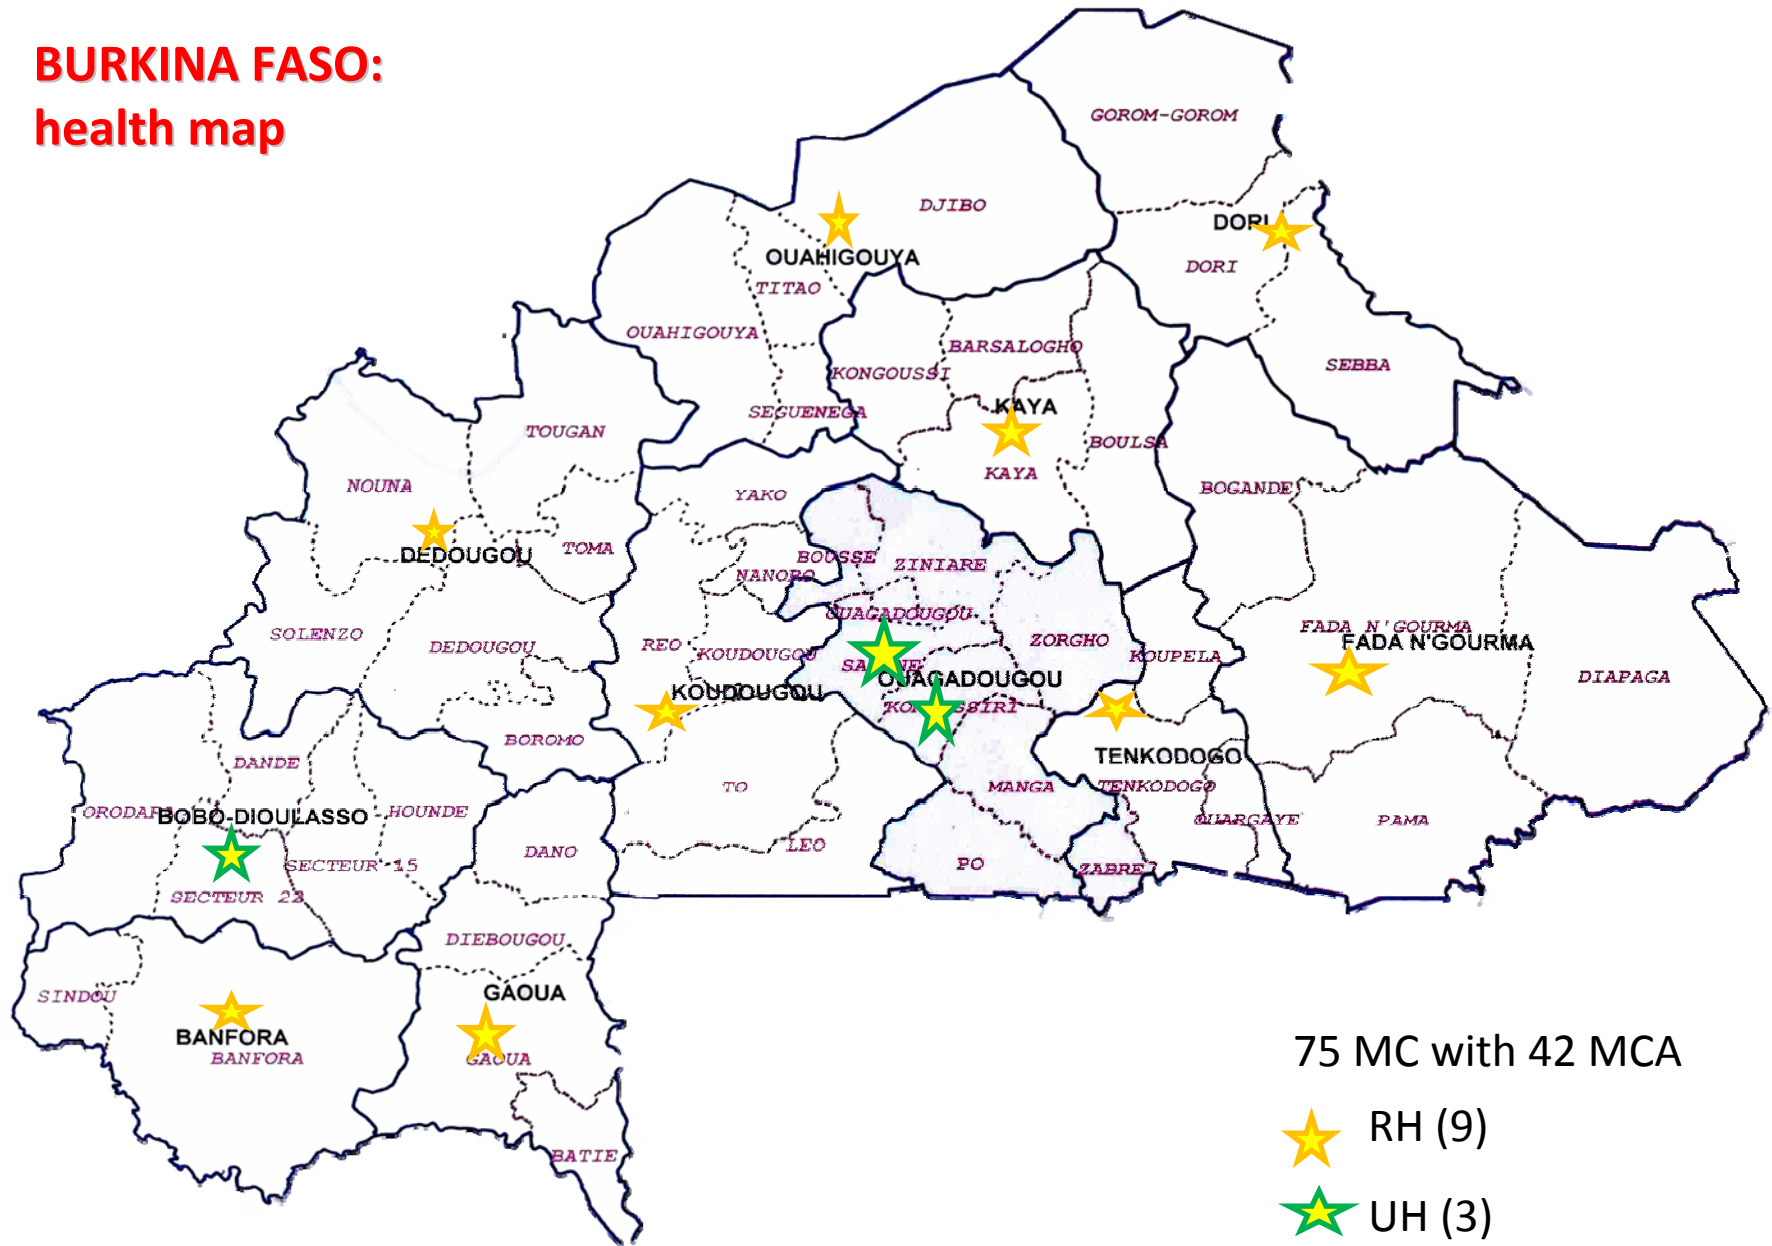 BURKINA FASO:
health map
GOROM-GOROM
DJIBO
DORI
OUAHIGOUYA
DORI
TITAO
OUAHIGOUYA
BARSALOGHO
SEBBA
KONGOUSSI
KAYA
SEGUENEGA
TOUGAN
BOULSA
KAYA
NOUNA
YAKO
BOGANDE
TOMA
DEDOUGOU
BOUSSE
ZINIARE
NANORO
OUAGADOUGOU
FADA N'GOURMA
SOLENZO
DEDOUGOU
REO
ZORGHO
FADA N'GOURMA
KOUDOUGOU
KOUPELA
OUAGADOUGOU
DIAPAGA
KOUDOUGOU
BOROMO
TENKODOGO
DANDE
TO
MANGA
TENKODOGO
BOBO-DIOULASSO
HOUNDE
OUARGAYE
PAMA
LEO
DANO
SECTEUR 15
PO
ZABRE
SECTEUR 22
DIEBOUGOU
SINDOU
GAOUA
BANFORA
BANFORA
GAOUA
75 MC with 42 MCA
RH (9)
BATIE
UH (3)